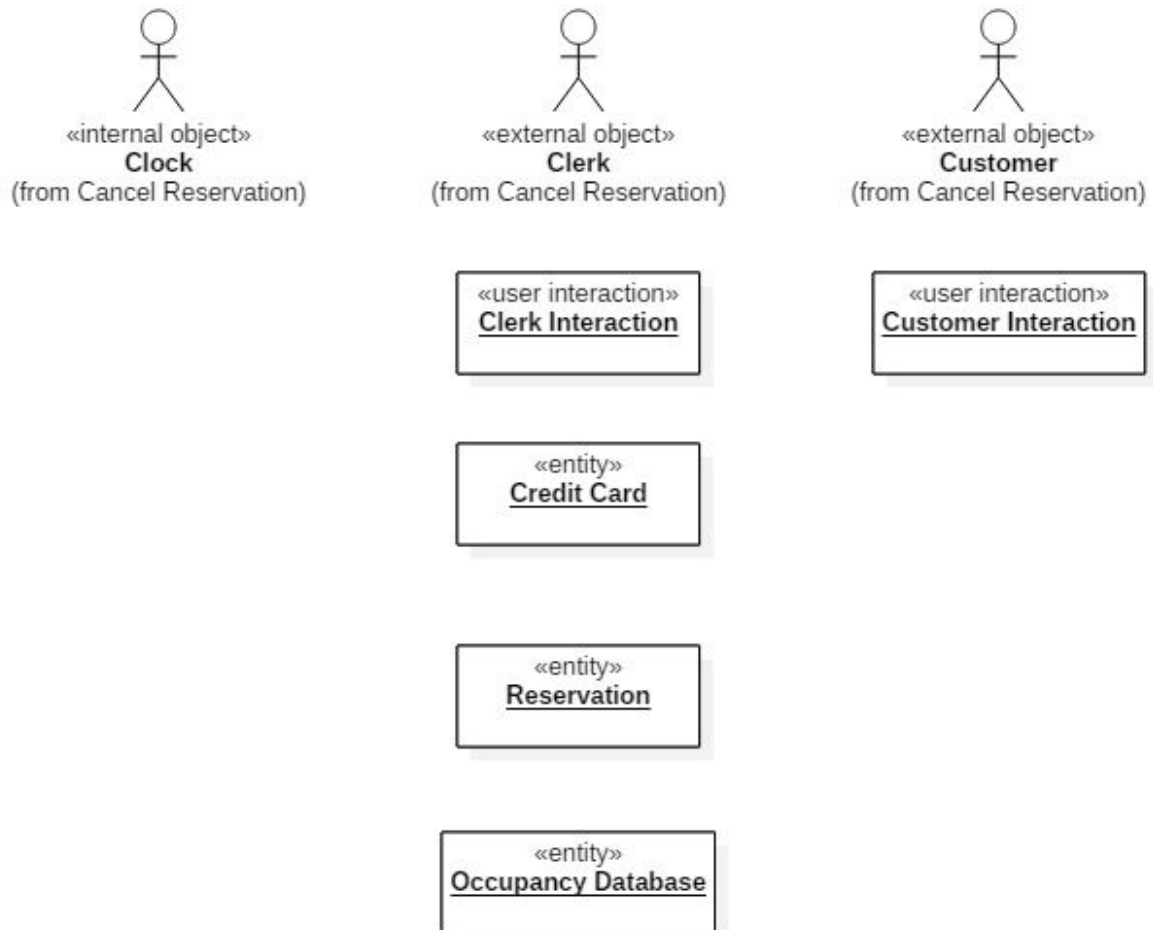 «internal object»
Clock
(from Cancel Reservation)
«external object»
Clerk
(from Cancel Reservation)
«external object»
Customer
(from Cancel Reservation)
«user interaction»
Clerk Interaction
«user interaction»
Customer Interaction
«entity»
Credit Card
«entity»
Reservation
«entity»
Occupancy Database